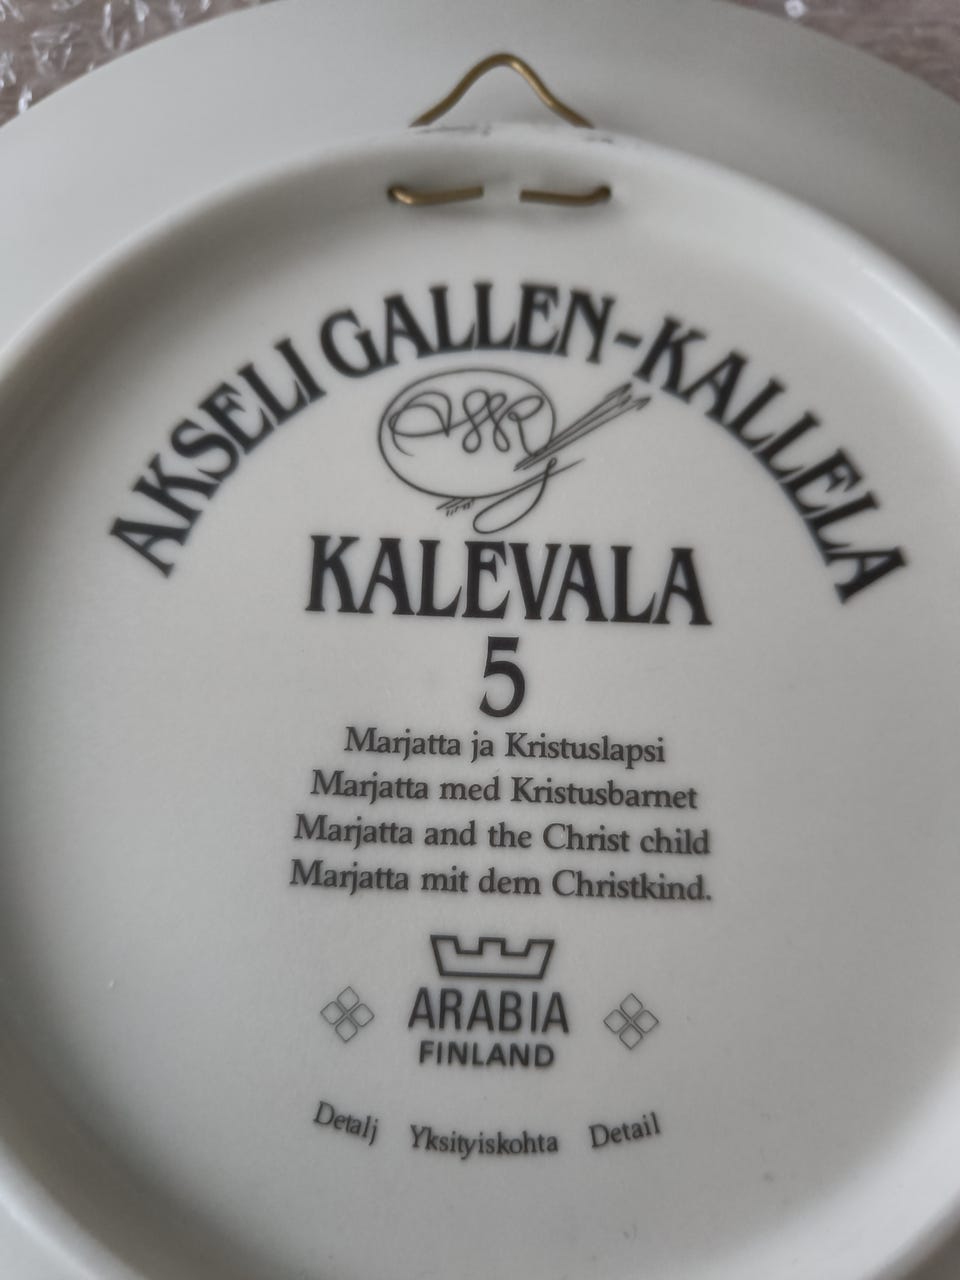 AKSELI GALLEN-KALLELA
KALEVALA
5
Marjatta ja Kristuslapsi
Marjatta med Kristusbarnet
Marjatta and the Christ child
Marjatta mit dem Christkind.
ARABIA
FINLAND
Detalj Yksityiskohta Detail